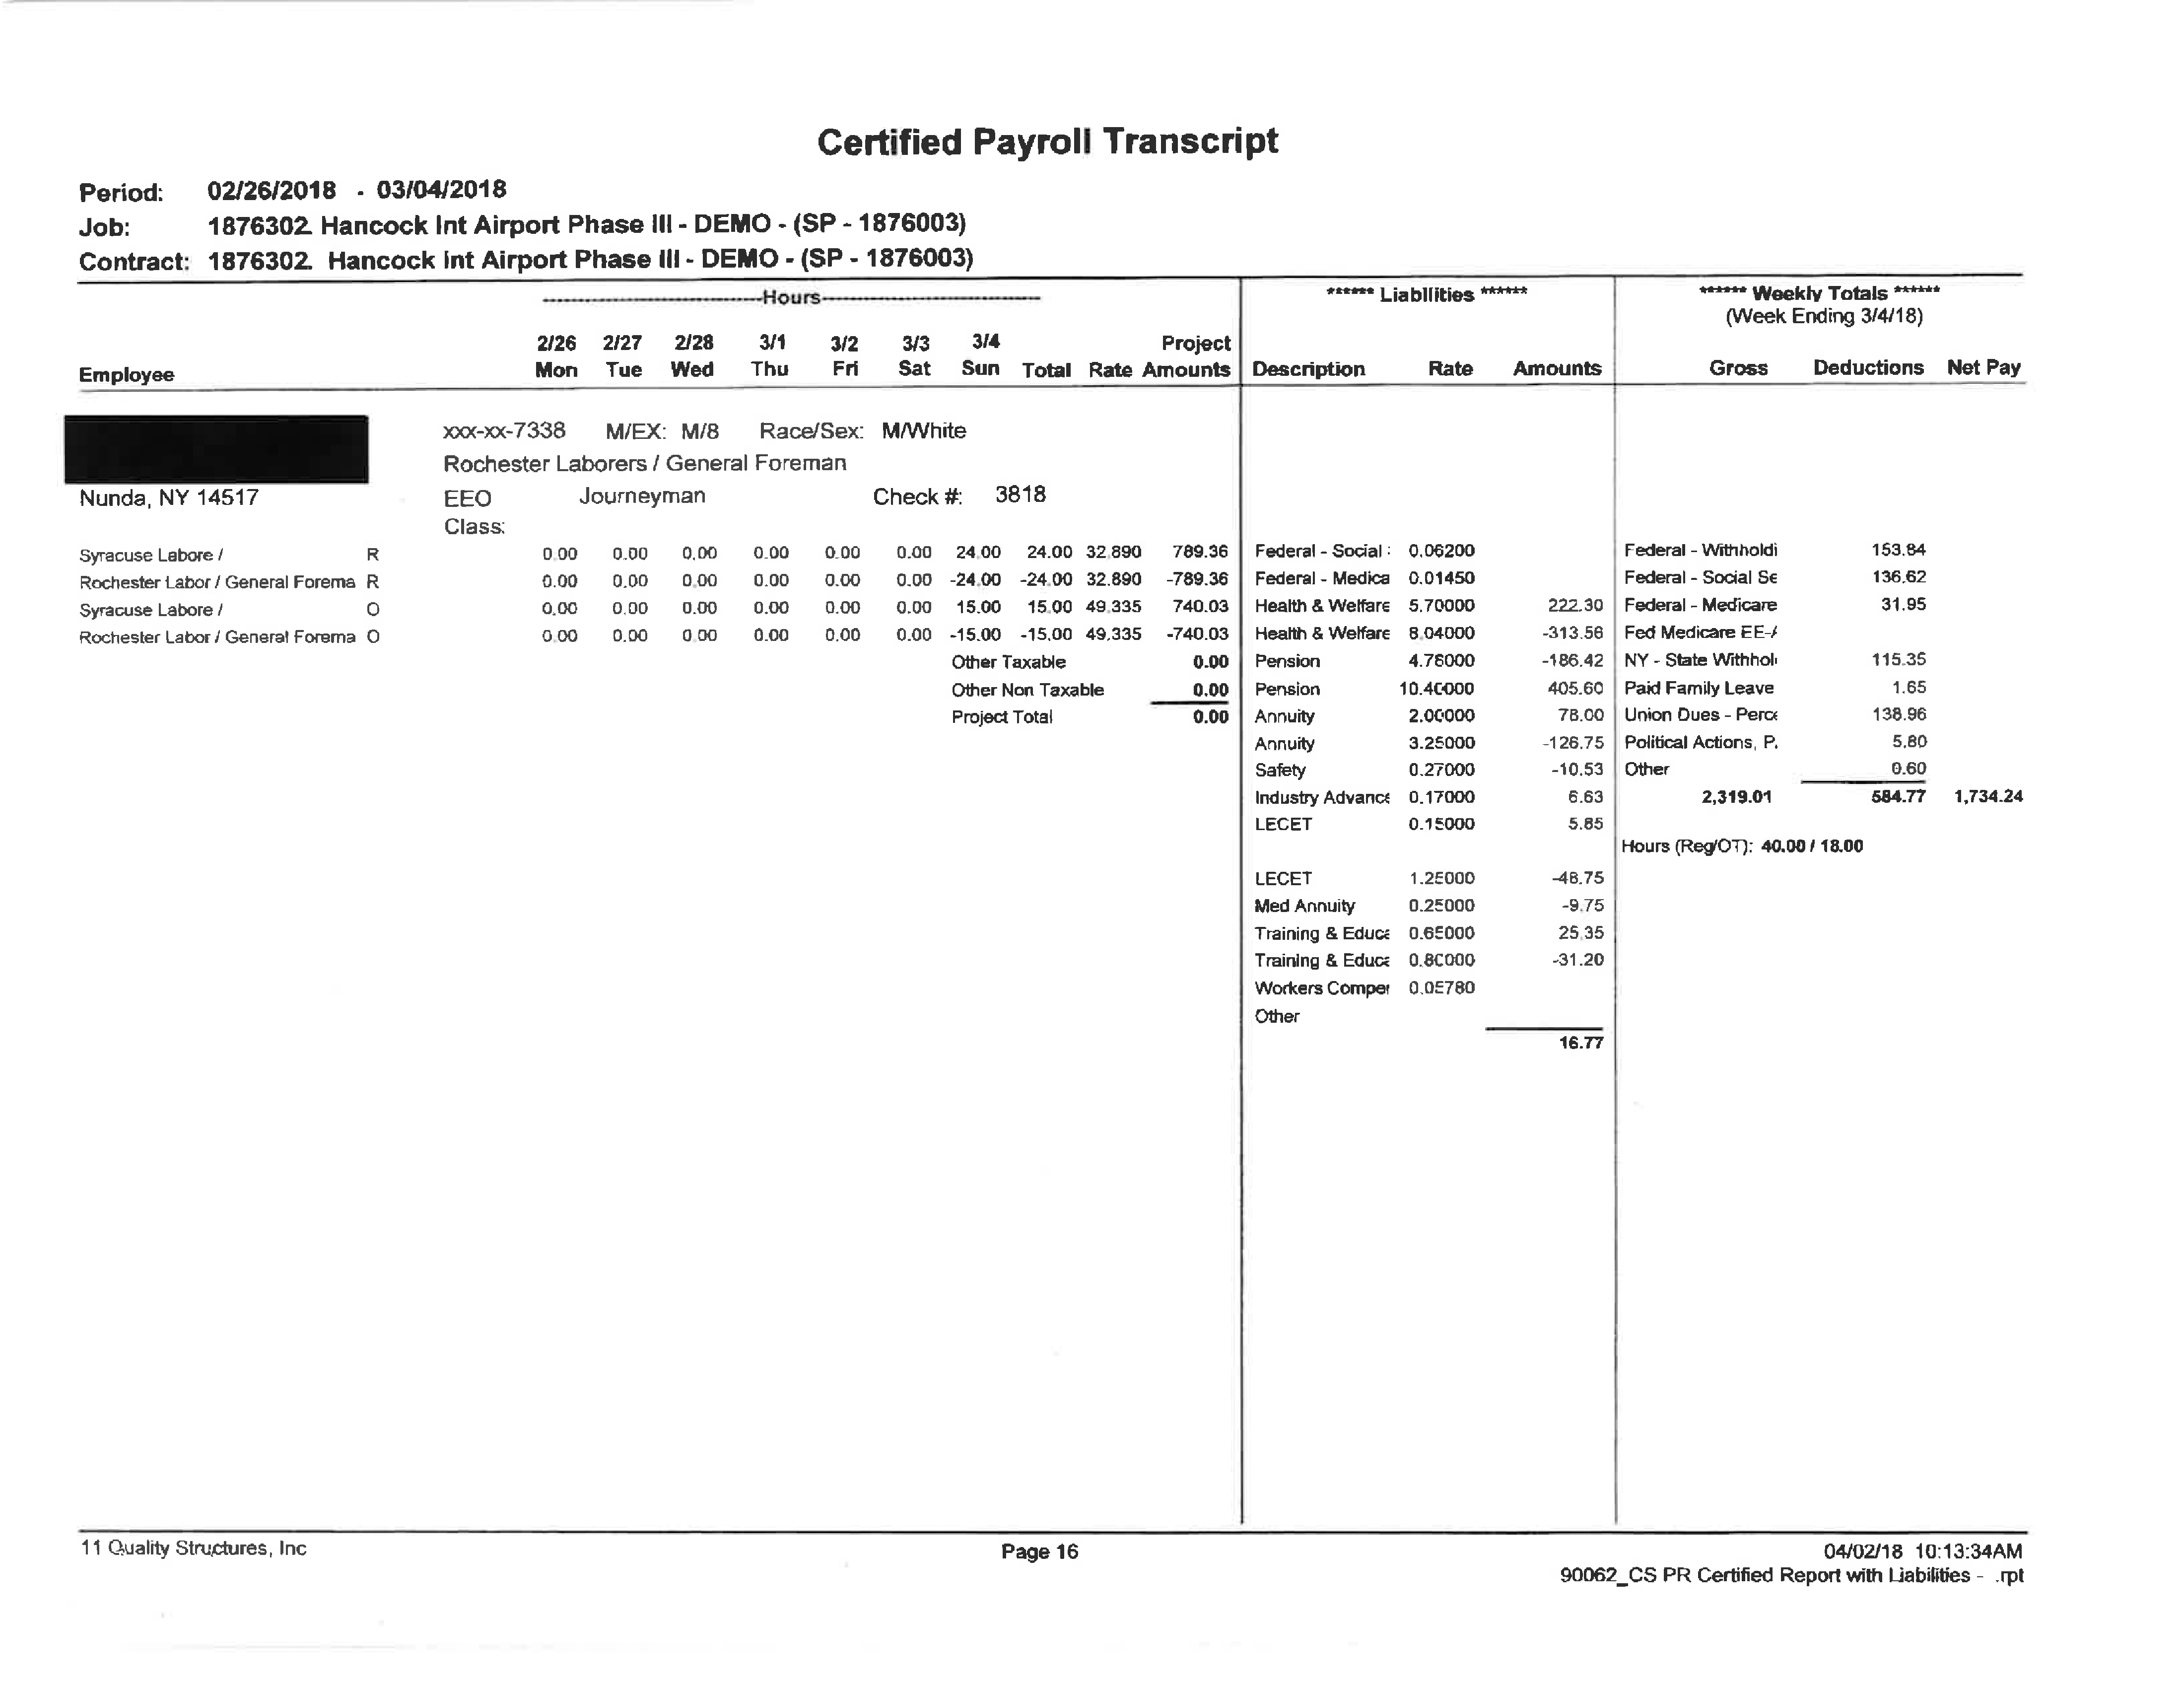 Certified Payroll Transcript
Period: 02/26/2018 - 03/04/2018
Job: 1876302. Hancock Int Airport Phase III - DEMO - (SP - 1876003)
Contract: 1876302. Hancock Int Airport Phase III - DEMO - (SP - 1876003)
Hours
****** Liabilities ******
****** Weekly Totals ******
(Week Ending 3/4/18)
2/26 2/27 2/28 3/1 3/2 3/3 3/4 Project
Employee Mon Tue Wed Thu Fri Sat Sun Total Rate Amounts Description Rate Amounts Gross Deductions Net Pay
xxx-xx-7338 M/EX: M/8 Race/Sex: M/White
Rochester Laborers / General Foreman
Nunda, NY 14517 EEO Journeyman Check #: 3818
Class:
Syracuse Labore / R 0.00 0.00 0.00 0.00 0.00 0.00 24.00 24.00 32.890 789.36 Federal - Social : 0.06200 Federal - Withholdi 153.84
Rochester Labor / General Forema R 0.00 0.00 0.00 0.00 0.00 0.00 -24.00 -24.00 32.890 -789.36 Federal - Medica 0.01450 Federal - Social Se 136.62
Syracuse Labore / O 0.00 0.00 0.00 0.00 0.00 0.00 15.00 15.00 49.335 740.03 Health & Welfare 5.70000 222.30 Federal - Medicare 31.95
Rochester Labor / General Forema O 0.00 0.00 0.00 0.00 0.00 0.00 -15.00 -15.00 49.335 -740.03 Health & Welfare 8.04000 -313.56 Fed Medicare EE-/
Other Taxable 0.00 Pension 4.78000 -186.42 NY - State Withhol 115.35
Other Non Taxable 0.00 Pension 10.40000 405.60 Paid Family Leave 1.65
Project Total 0.00 Annuity 2.00000 78.00 Union Dues - Perce 138.96
Annuity 3.25000 -126.75 Political Actions, P. 5.80
Safety 0.27000 -10.53 Other 0.60
Industry Advance 0.17000 6.63 2,319.01 584.77 1,734.24
LECET 0.15000 5.85
Hours (Reg/OT): 40.00 / 18.00
LECET 1.25000 -48.75
Med Annuity 0.25000 -9.75
Training & Educa 0.65000 25.35
Training & Educa 0.80000 -31.20
Workers Compe 0.05780
Other
16.77
11 Quality Structures, Inc Page 16 04/02/18 10:13:34AM
90062_CS PR Certified Report with Liabilities - .rpt